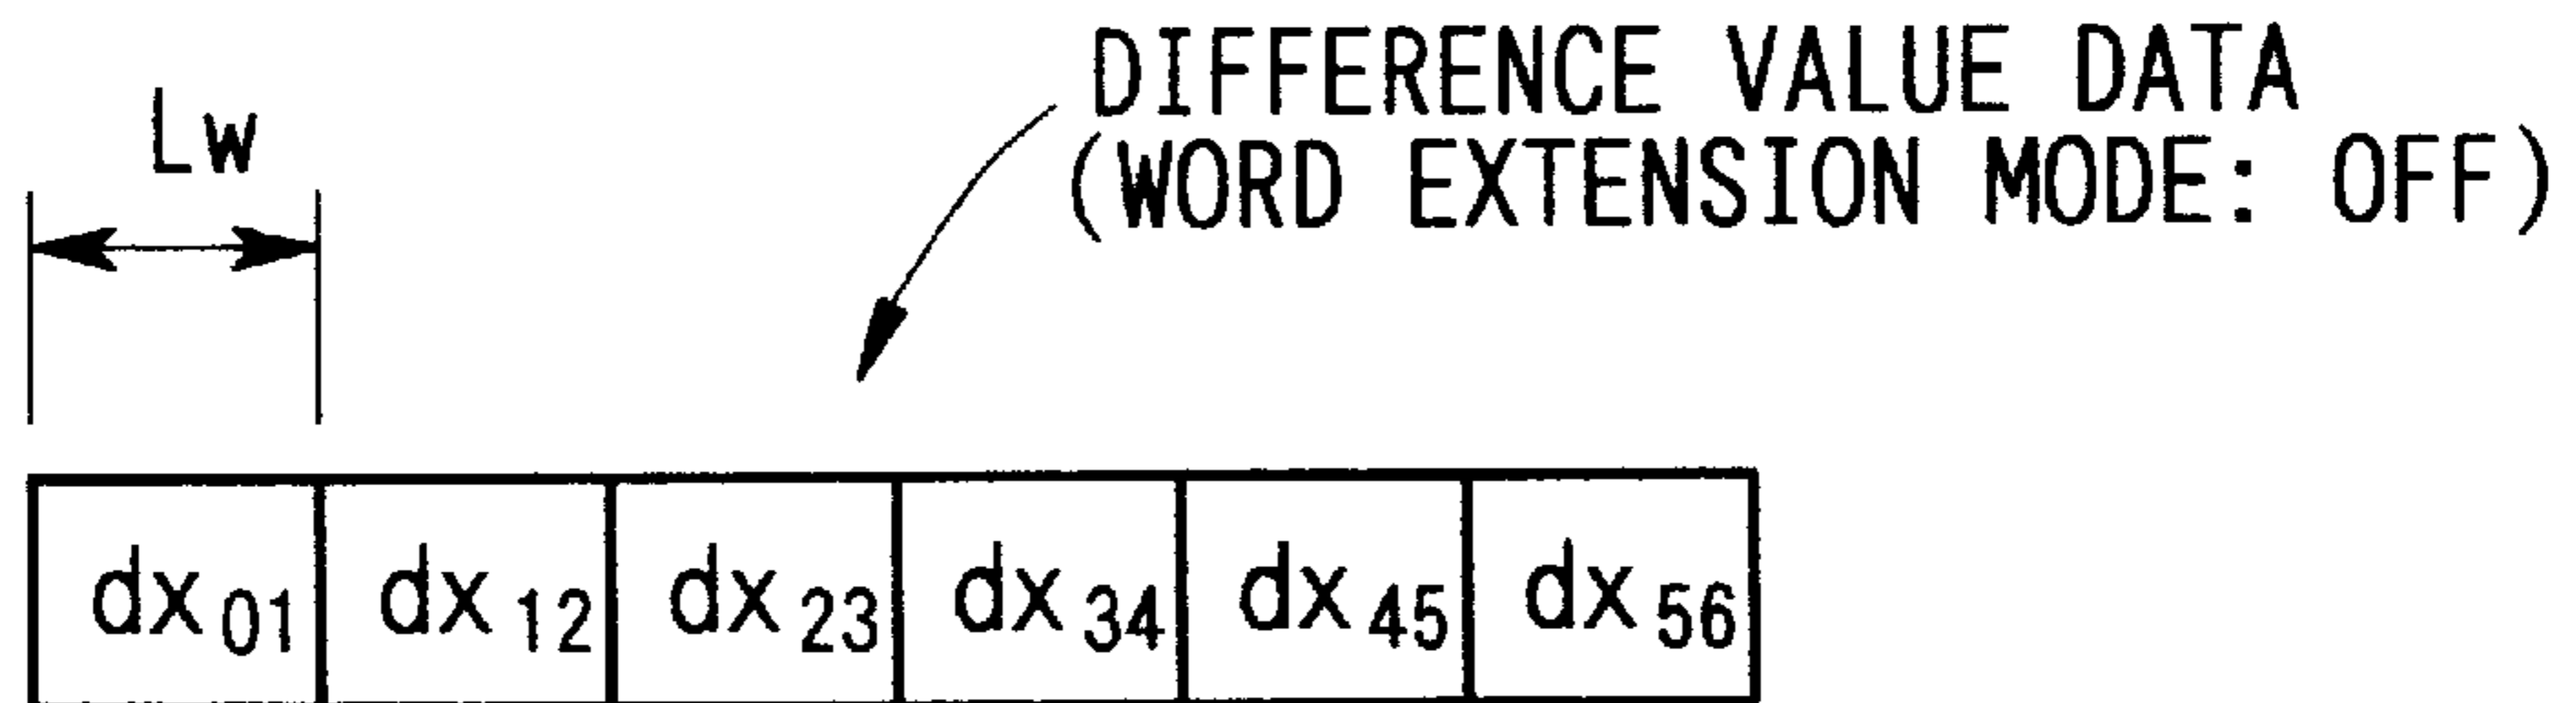 DIFFERENCE VALUE DATA
(WORD EXTENSION MODE: OFF)
Lw
dx01 dx12 dx23 dx34 dx45 dx56